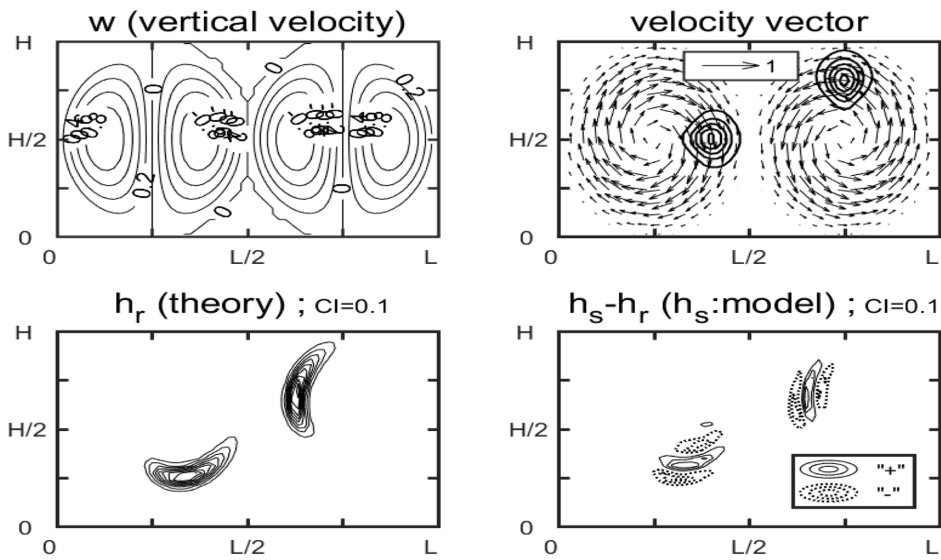 w (vertical velocity)
velocity vector
H
H/2
0
0 L/2 L
0
0.2
0
0.2
0
0
0
H
H/2
0
0 L/2 L
1
h_r (theory) ; CI=0.1
H
H/2
0
0 L/2 L
h_s-h_r (h_s:model) ; CI=0.1
H
H/2
0
0 L/2 L
"+"
"-"